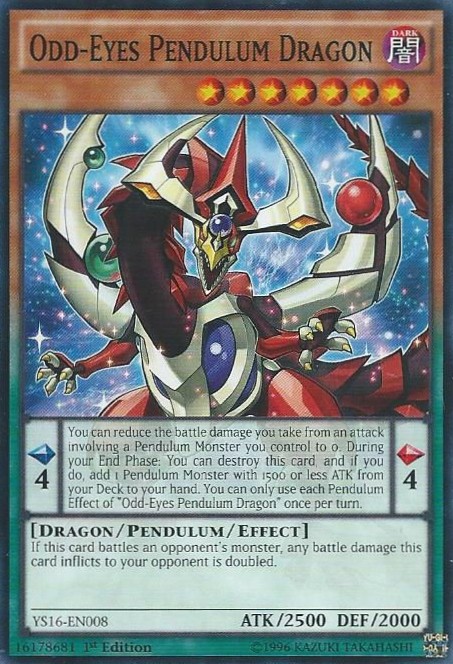 ODD-EYES PENDULUM DRAGON
DARK
闇
You can reduce the battle damage you take from an attack
involving a Pendulum Monster you control to 0. During
your End Phase: You can destroy this card, and if you
do, add 1 Pendulum Monster with 1500 or less ATK from
your Deck to your hand. You can only use each Pendulum
Effect of "Odd-Eyes Pendulum Dragon" once per turn.
4
4
[DRAGON/PENDULUM/EFFECT]
If this card battles an opponent's monster, any battle damage this
card inflicts to your opponent is doubled.
YS16-EN008
ATK/2500 DEF/2000
16178681 1st Edition
©1996 KAZUKI TAKAHASHI